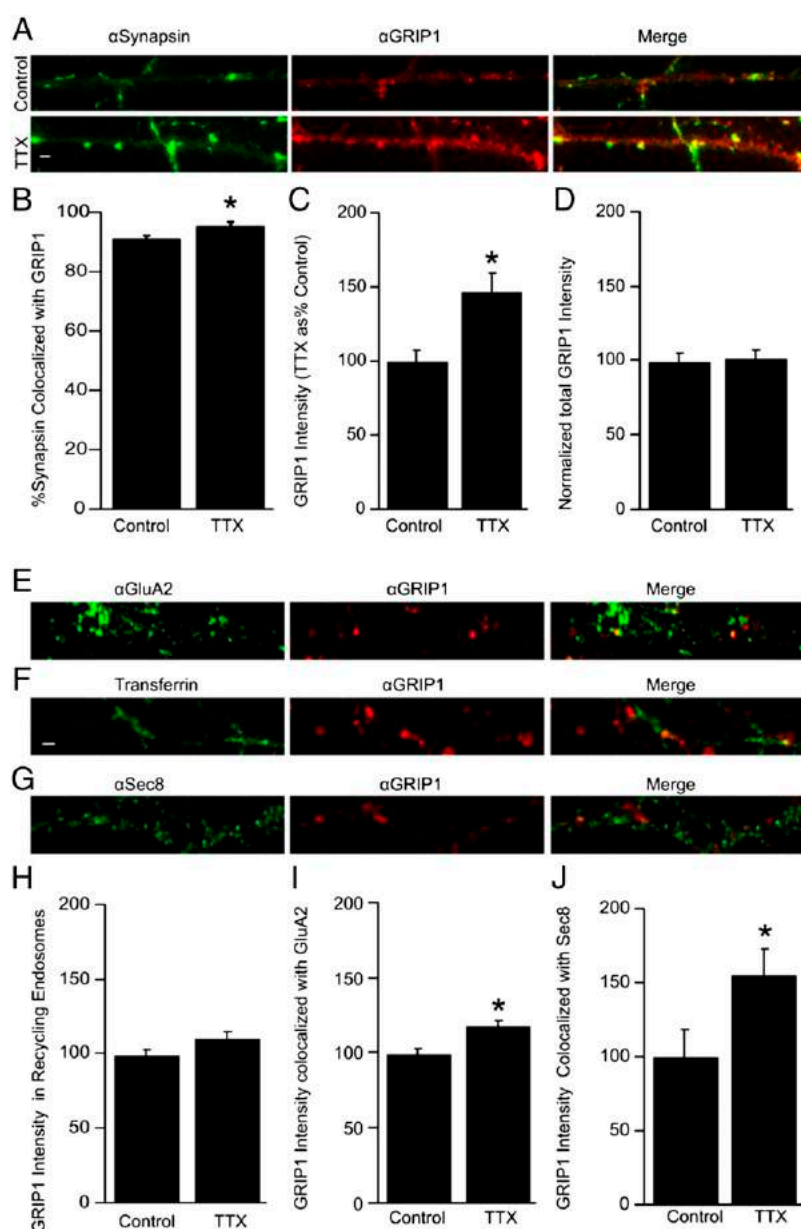 A
αSynapsin αGRIP1 Merge
Control
TTX
B
%Synapsin Colocalized with GRIP1
100
80
60
40
20
0
*
Control TTX
C
GRIP1 Intensity (TTX as% Control)
200
150
100
50
0
*
Control TTX
D
Normalized total GRIP1 Intensity
200
150
100
50
0
Control TTX
E
αGluA2 αGRIP1 Merge
F
Transferrin αGRIP1 Merge
G
αSec8 αGRIP1 Merge
H
GRIP1 Intensity in Recycling Endosomes
200
150
100
50
0
Control TTX
I
GRIP1 Intensity colocalized with GluA2
200
150
100
50
0
*
Control TTX
J
GRIP1 Intensity Colocalized with Sec8
200
150
100
50
0
*
Control TTX